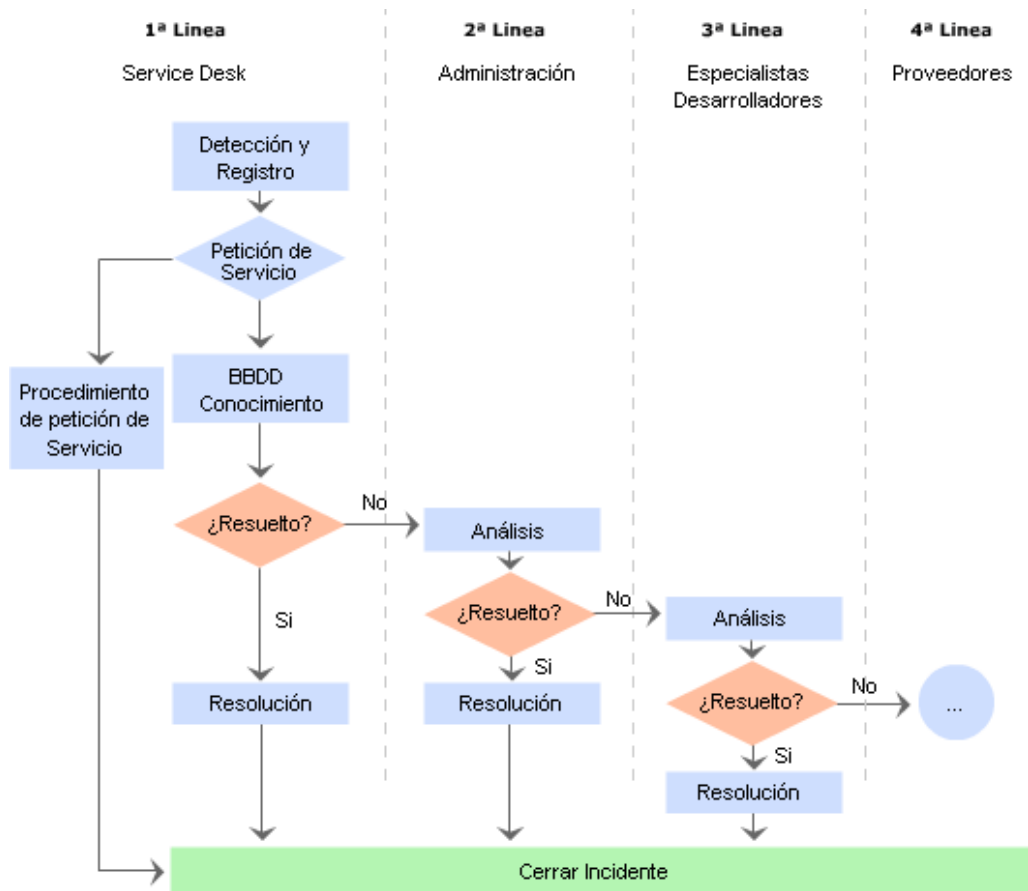 1ª Linea
2ª Linea
3ª Linea
4ª Linea
Service Desk
Administración
Especialistas
Desarrolladores
Proveedores
Detección y
Registro
Petición de
Servicio
Procedimiento
de petición de
Servicio
BBDD
Conocimiento
¿Resuelto?
No
Análisis
¿Resuelto?
No
Análisis
Si
Si
¿Resuelto?
No
...
Resolución
Resolución
Si
Resolución
Cerrar Incidente